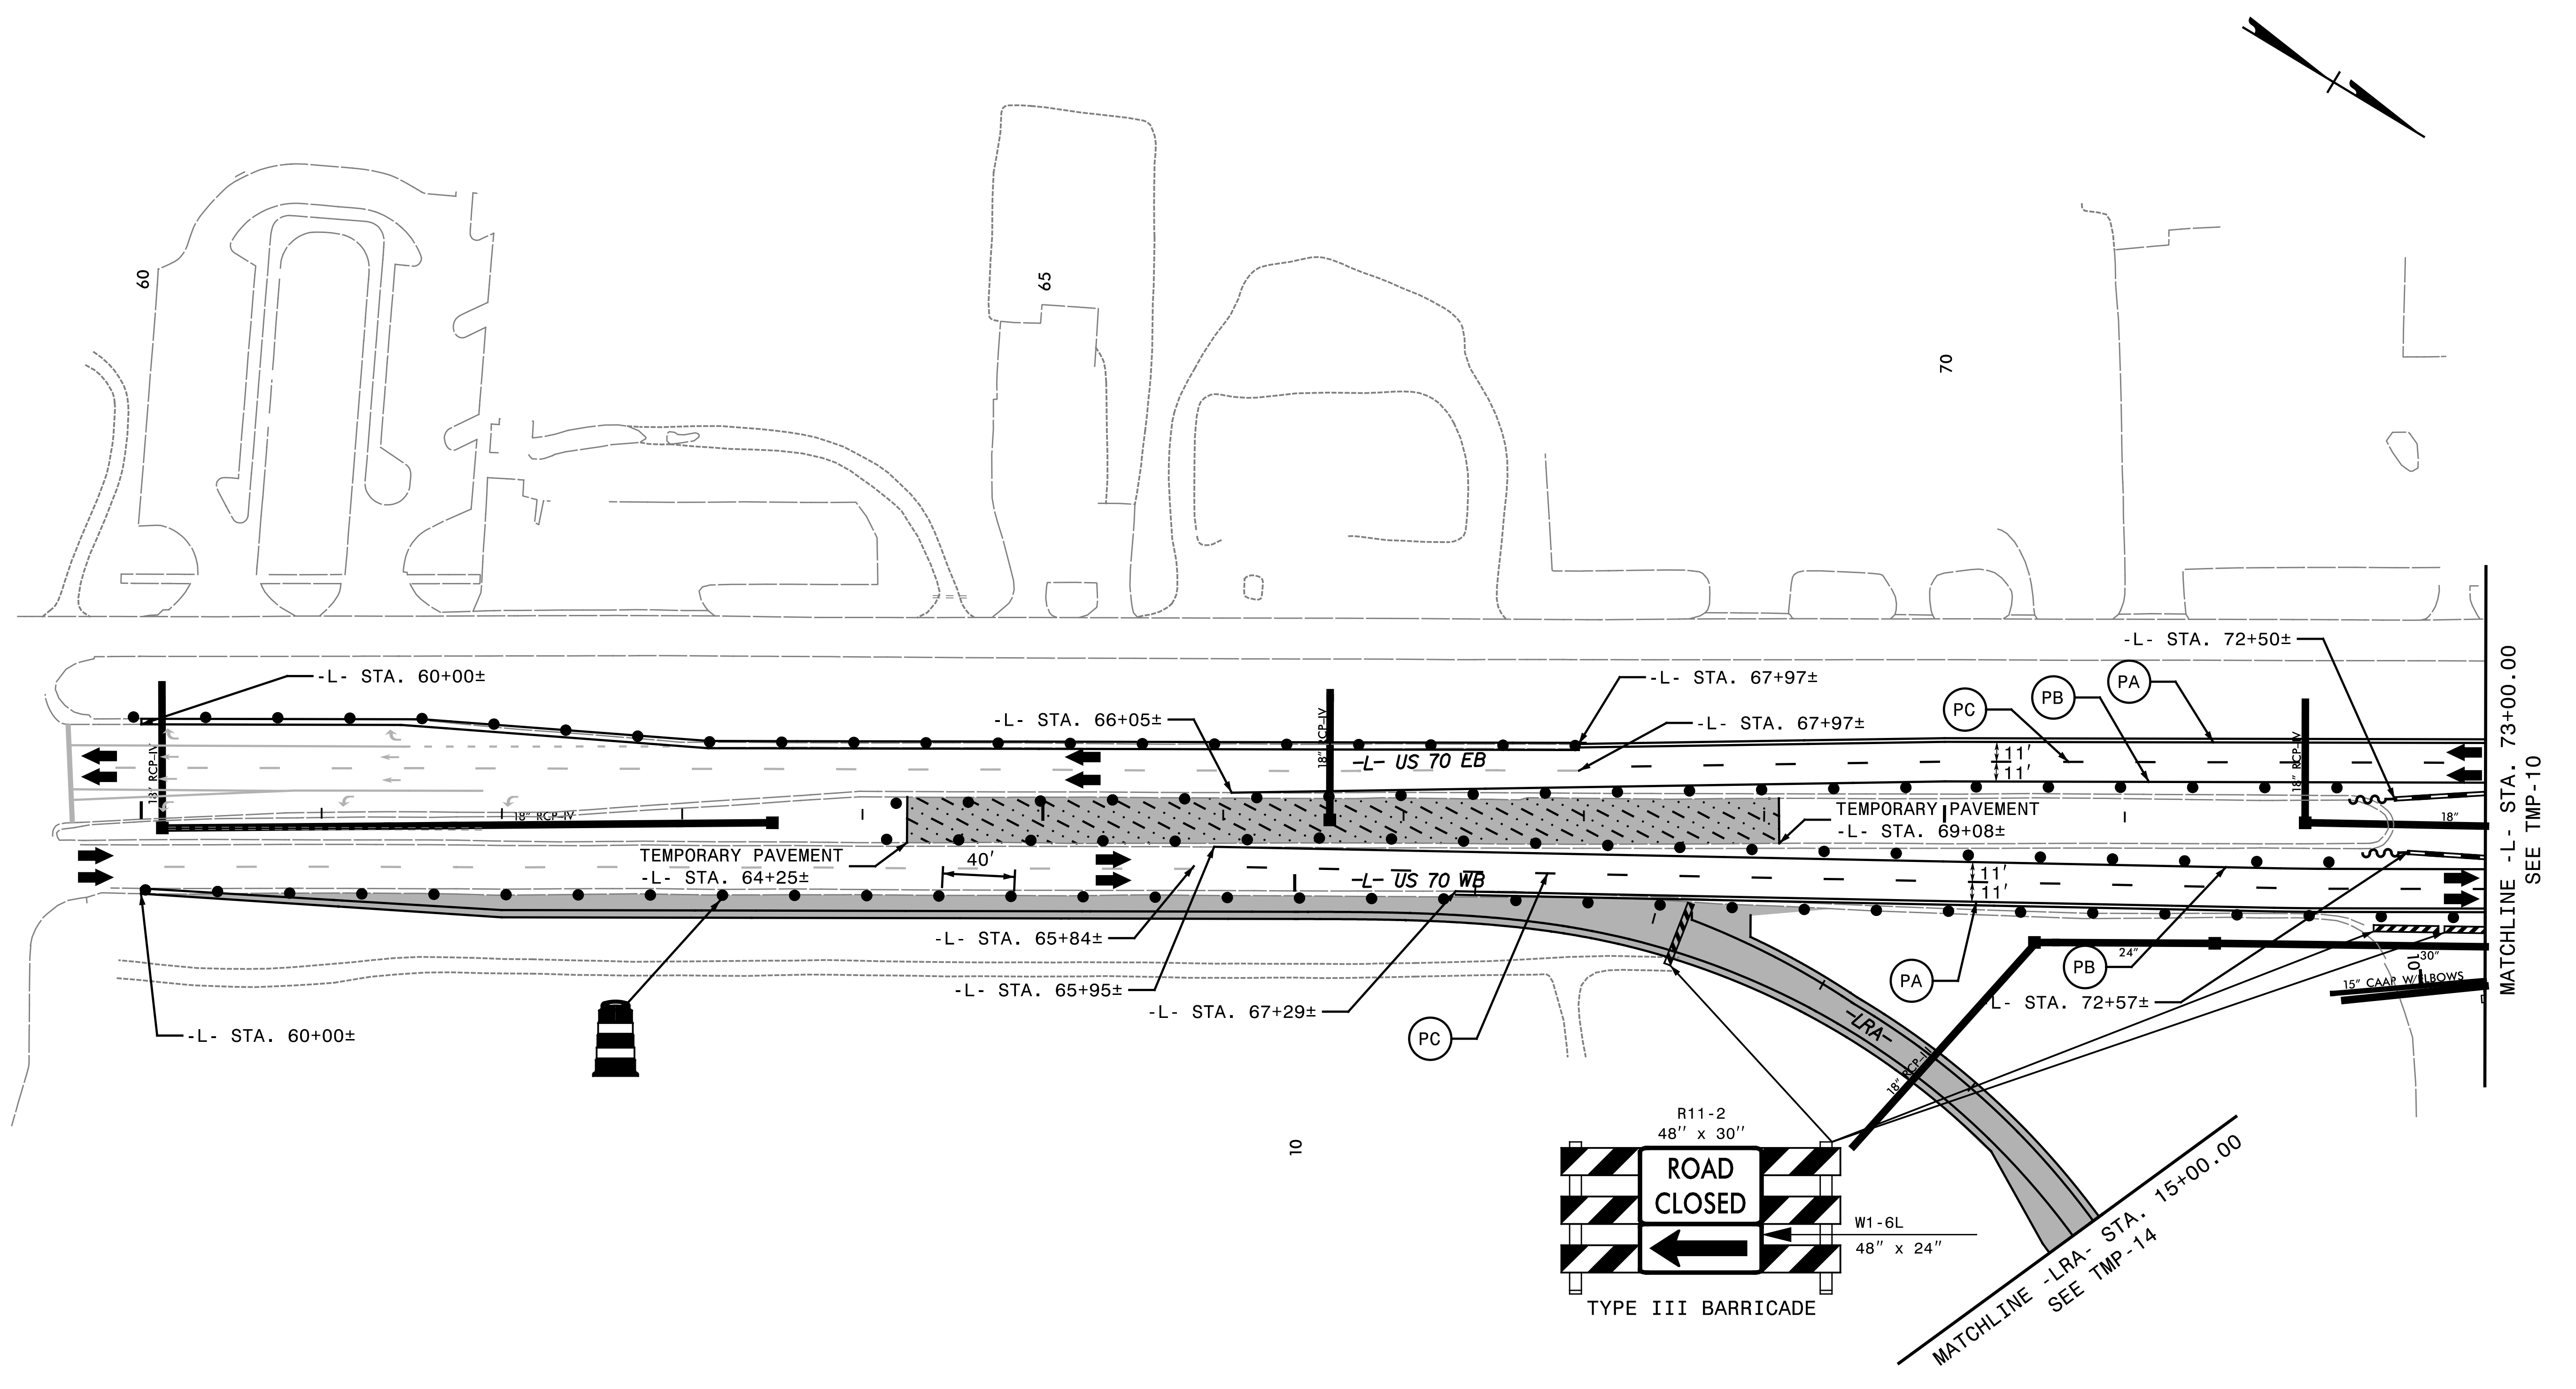 60
65
70
-L- STA. 72+50±
-L- STA. 60+00±
-L- STA. 67+97±
PA
PB
PC
-L- STA. 66+05±
-L- STA. 67+97±
MATCHLINE -L- STA. 73+00.00
SEE TMP-10
18" RCP-IV
18" RCP-IV
18" RCP-IV
-L- US 70 EB
11'
11'
18" RCP-IV
TEMPORARY PAVEMENT
-L- STA. 69+08±
18"
TEMPORARY PAVEMENT
-L- STA. 64+25±
40'
-L- US 70 WB
11'
11'
-L- STA. 65+84±
-L- STA. 65+95±
-L- STA. 67+29±
PC
PA
PB
24"
30"
10
15" CAAP W/ELBOWS
L- STA. 72+57±
-L- STA. 60+00±
-LRA-
18" RCP-III
10
R11-2
48" x 30"
ROAD
CLOSED
W1-6L
48" x 24"
TYPE III BARRICADE
MATCHLINE -LRA- STA. 15+00.00
SEE TMP-14